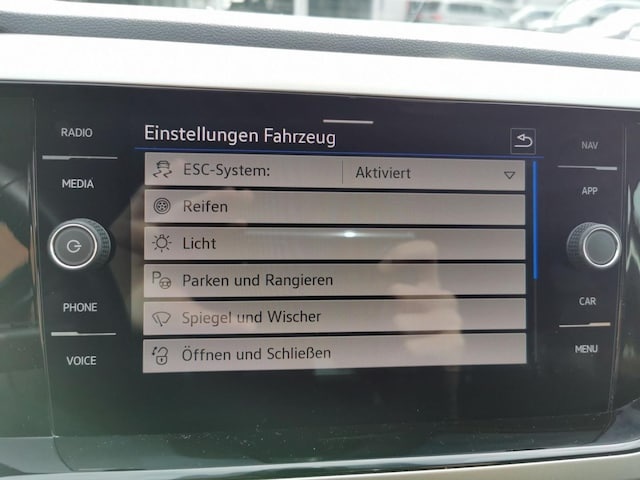 RADIO
MEDIA
PHONE
VOICE
Einstellungen Fahrzeug
ESC-System: Aktiviert
Reifen
Licht
P Parken und Rangieren
Spiegel und Wischer
Öffnen und Schließen
NAV
APP
CAR
MENU